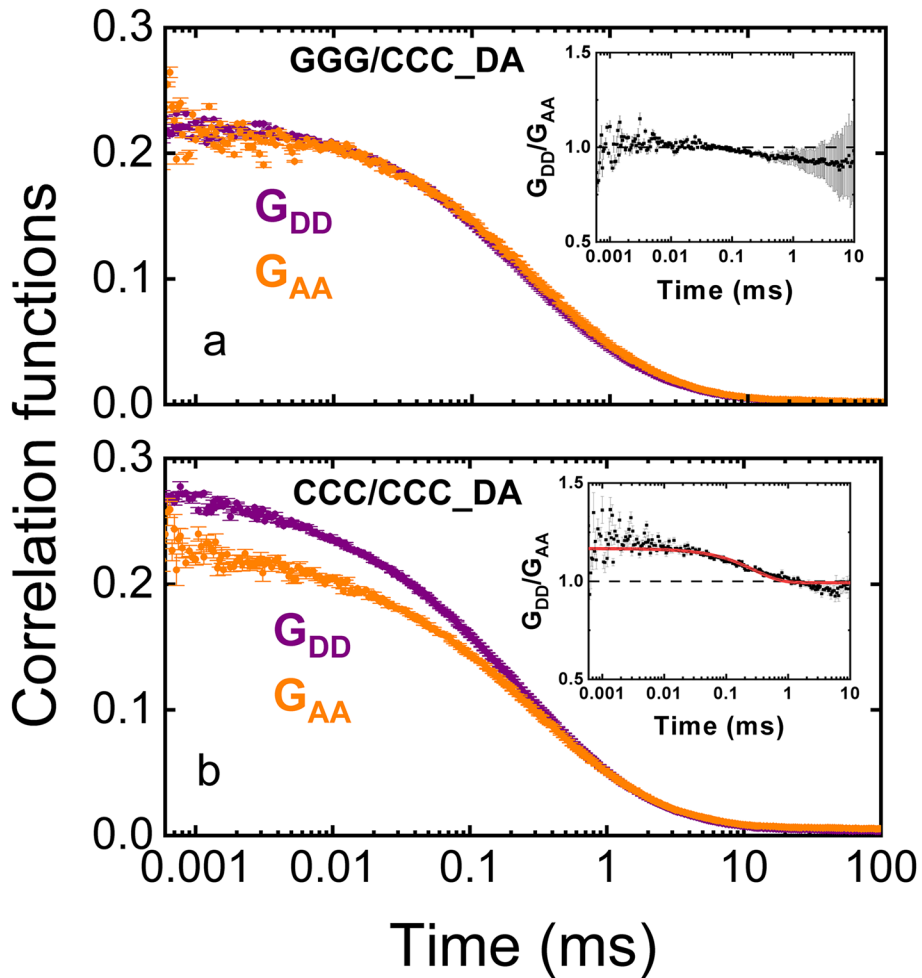 Correlation functions
0.3
0.2
0.1
0.0
GGG/CCC_DA
G_DD
G_AA
a
G_DD/G_AA
1.5
1.0
0.5
0.001 0.01 0.1 1 10
Time (ms)
0.3
0.2
0.1
0.0
CCC/CCC_DA
G_DD
G_AA
b
G_DD/G_AA
1.5
1.0
0.5
0.001 0.01 0.1 1 10
Time (ms)
0.001 0.01 0.1 1 10 100
Time (ms)